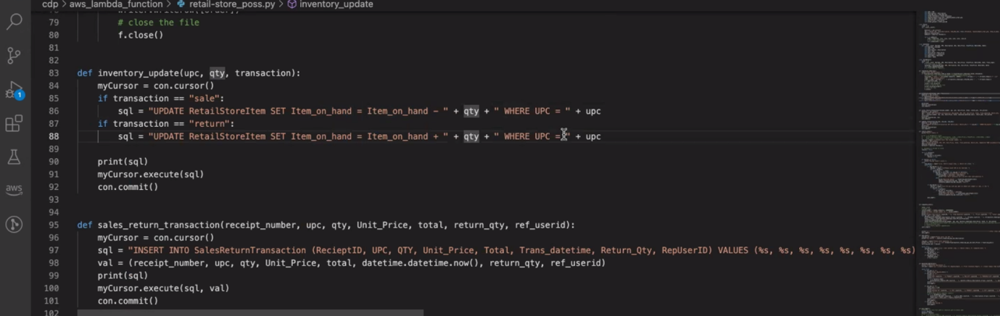 cdp > aws_lambda_function > retail-store_poss.py > inventory_update
79 # close the file
80 f.close()
81
82
83 def inventory_update(upc, qty, transaction):
84 myCursor = con.cursor()
85 if transaction == "sale":
86 sql = "UPDATE RetailStoreItem SET Item_on_hand = Item_on_hand - " + qty + " WHERE UPC = " + upc
87 if transaction == "return":
88 sql = "UPDATE RetailStoreItem SET Item_on_hand = Item_on_hand + " + qty + " WHERE UPC = " + upc
89
90 print(sql)
91 myCursor.execute(sql)
92 con.commit()
93
94
95 def sales_return_transaction(receipt_number, upc, qty, Unit_Price, total, return_qty, ref_userid):
96 myCursor = con.cursor()
97 sql = "INSERT INTO SalesReturnTransaction (RecieptID, UPC, QTY, Unit_Price, Total, Trans_datetime, Return_Qty, RepUserID) VALUES (%s, %s, %s, %s, %s, %s, %s, %s)
98 val = (receipt_number, upc, qty, Unit_Price, total, datetime.datetime.now(), return_qty, ref_userid)
99 print(sql)
100 myCursor.execute(sql, val)
101 con.commit()
102
1
aws